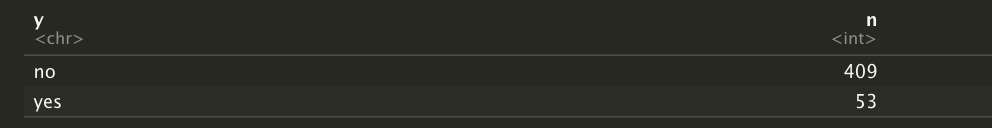 y n
<chr> <int>
no 409
yes 53